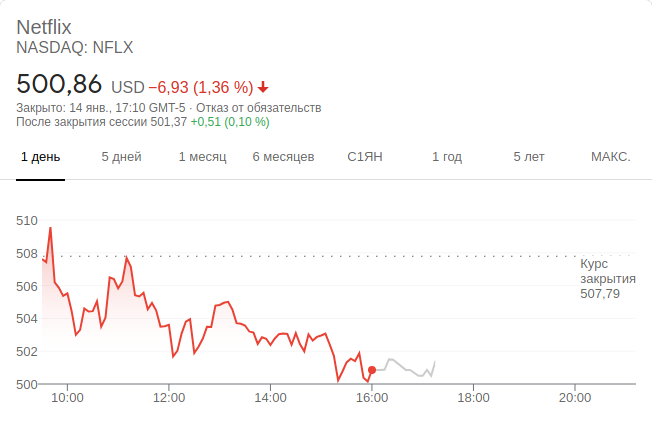 Netflix
NASDAQ: NFLX
500,86 USD −6,93 (1,36 %)
Закрыто: 14 янв., 17:10 GMT-5 · Отказ от обязательств
После закрытия сессии 501,37 +0,51 (0,10 %)
1 день 5 дней 1 месяц 6 месяцев С1ЯН 1 год 5 лет МАКС.
510
508
Курс
закрытия
507,79
506
504
502
500
10:00 12:00 14:00 16:00 18:00 20:00